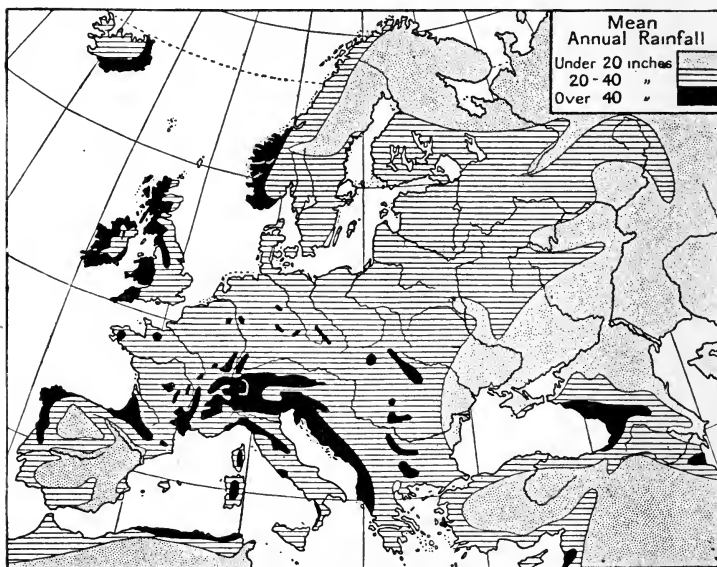 Mean
Annual Rainfall
Under 20 inches
20-40 "
Over 40 "